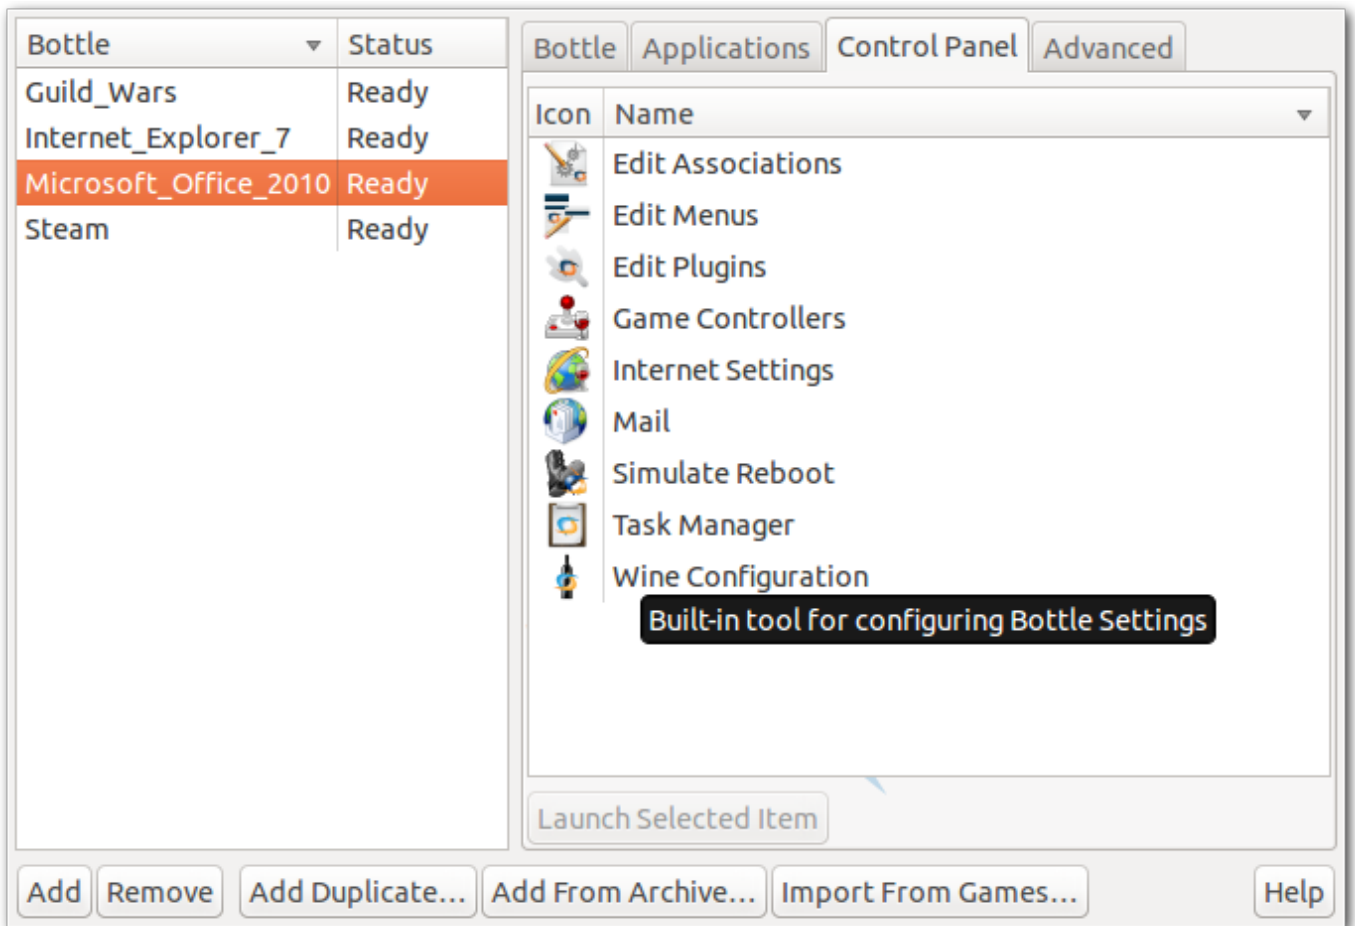 Bottle Status
Guild_Wars Ready
Internet_Explorer_7 Ready
Microsoft_Office_2010 Ready
Steam Ready
Bottle Applications Control Panel Advanced
Icon Name
Edit Associations
Edit Menus
Edit Plugins
Game Controllers
Internet Settings
Mail
Simulate Reboot
Task Manager
Wine Configuration
Built-in tool for configuring Bottle Settings
Launch Selected Item
Add Remove Add Duplicate... Add From Archive... Import From Games... Help